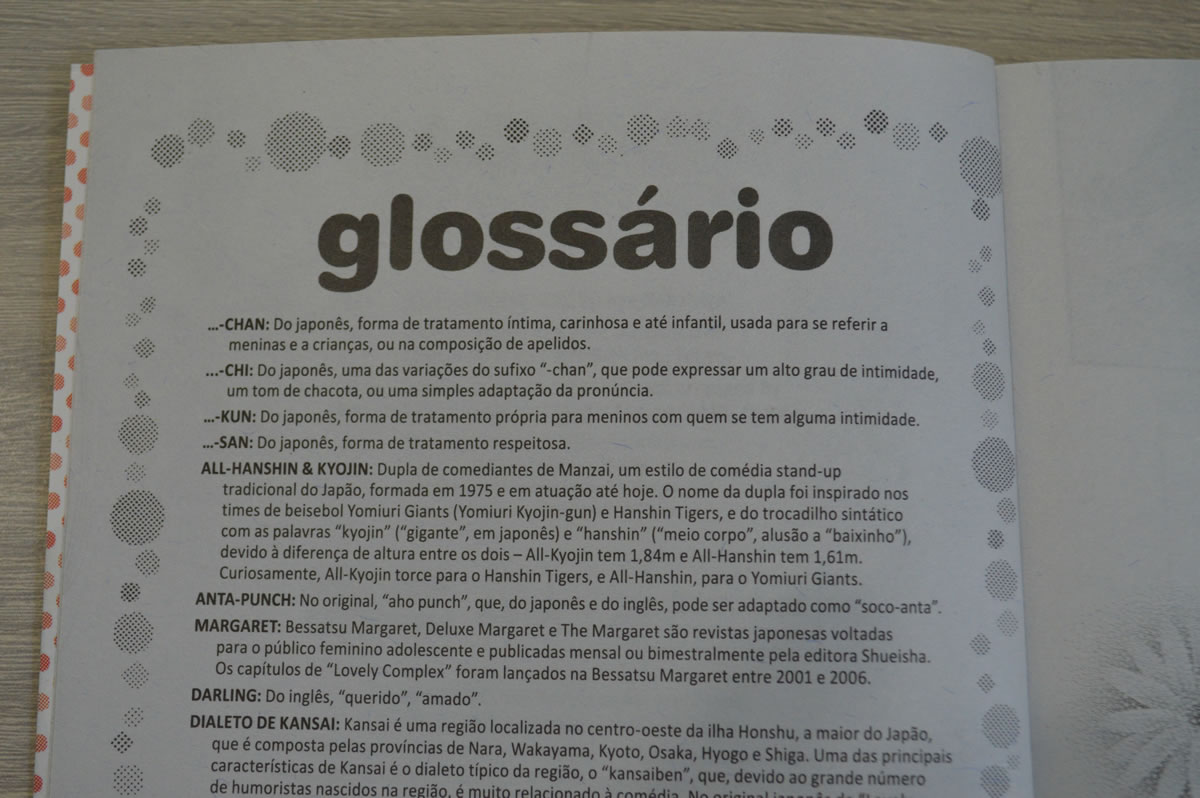 glossário
...-CHAN: Do japonês, forma de tratamento íntima, carinhosa e até infantil, usada para se referir a
meninas e a crianças, ou na composição de apelidos.
...-CHI: Do japonês, uma das variações do sufixo “-chan”, que pode expressar um alto grau de intimidade,
um tom de chacota, ou uma simples adaptação da pronúncia.
...-KUN: Do japonês, forma de tratamento própria para meninos com quem se tem alguma intimidade.
...-SAN: Do japonês, forma de tratamento respeitosa.
ALL-HANSHIN & KYOJIN: Dupla de comediantes de Manzai, um estilo de comédia stand-up
tradicional do Japão, formada em 1975 e em atuação até hoje. O nome da dupla foi inspirado nos
times de beisebol Yomiuri Giants (Yomiuri Kyojin-gun) e Hanshin Tigers, e do trocadilho sintático
com as palavras “kyojin” (“gigante”, em japonês) e “hanshin” (“meio corpo”, alusão a “baixinho”),
devido à diferença de altura entre os dois – All-Kyojin tem 1,84m e All-Hanshin tem 1,61m.
Curiosamente, All-Kyojin torce para o Hanshin Tigers, e All-Hanshin, para o Yomiuri Giants.
ANTA-PUNCH: No original, “aho punch”, que, do japonês e do inglês, pode ser adaptado como “soco-anta”.
MARGARET: Bessatsu Margaret, Deluxe Margaret e The Margaret são revistas japonesas voltadas
para o público feminino adolescente e publicadas mensal ou bimestralmente pela editora Shueisha.
Os capítulos de “Lovely Complex” foram lançados na Bessatsu Margaret entre 2001 e 2006.
DARLING: Do inglês, “querido”, “amado”.
DIALETO DE KANSAI: Kansai é uma região localizada no centro-oeste da ilha Honshu, a maior do Japão,
que é composta pelas províncias de Nara, Wakayama, Kyoto, Osaka, Hyogo e Shiga. Uma das principais
características de Kansai é o dialeto típico da região, o “kansaiben”, que, devido ao grande número
de humoristas nascidos na região, é muito relacionado à comédia. No original japonês